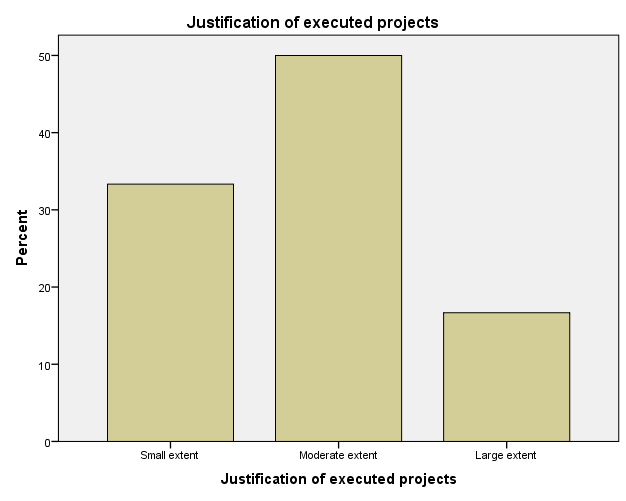 Justification of executed projects
50
40
30
20
10
0
Percent
Small extent
Moderate extent
Large extent
Justification of executed projects